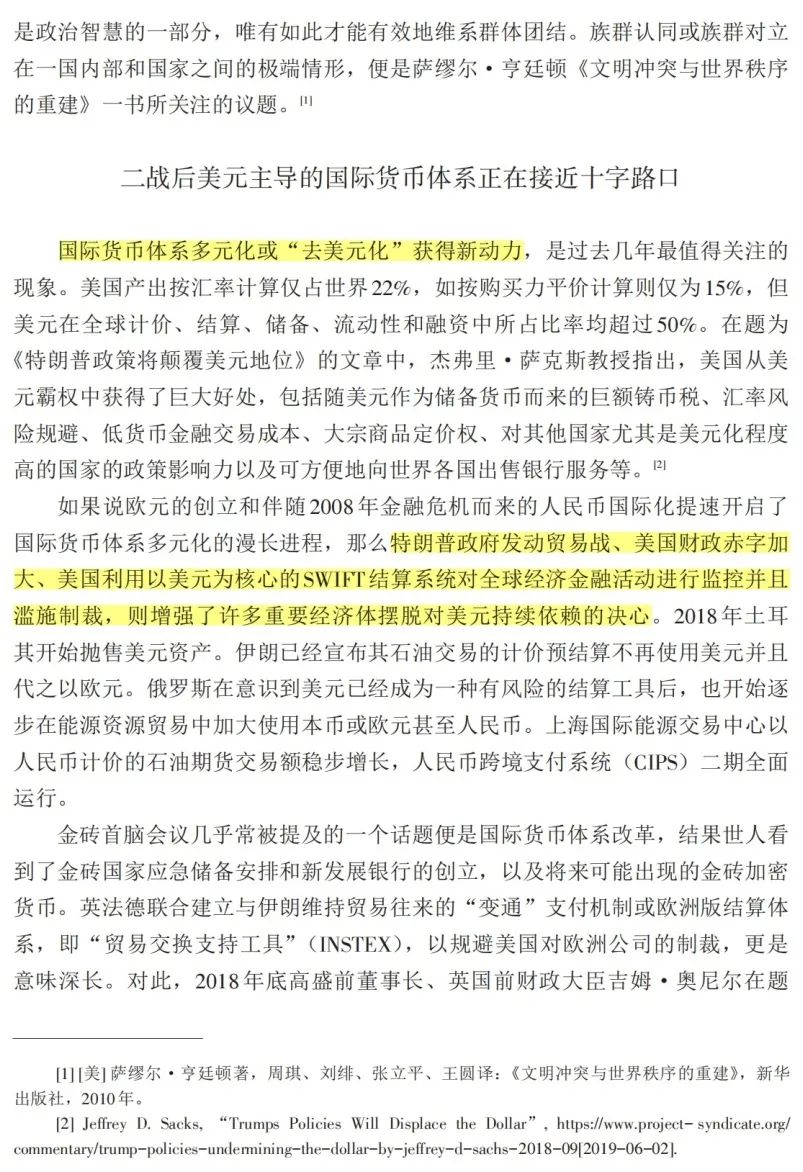 是政治智慧的一部分，唯有如此才能有效地维系群体团结。族群认同或族群对立
在一国内部和国家之间的极端情形，便是萨缪尔·亨廷顿《文明冲突与世界秩序
的重建》一书所关注的议题。[1]
二战后美元主导的国际货币体系正在接近十字路口
国际货币体系多元化或“去美元化”获得新动力，是过去几年最值得关注的
现象。美国产出按汇率计算仅占世界22%，如按购买力平价计算则仅为15%，但
美元在全球计价、结算、储备、流动性和融资中所占比率均超过50%。在题为
《特朗普政策将颠覆美元地位》的文章中，杰弗里·萨克斯教授指出，美国从美
元霸权中获得了巨大好处，包括随美元作为储备货币而来的巨额铸币税、汇率风
险规避、低货币金融交易成本、大宗商品定价权、对其他国家尤其是美元化程度
高的国家的政策影响力以及可方便地向世界各国出售银行服务等。[2]
如果说欧元的创立和伴随2008年金融危机而来的人民币国际化提速开启了
国际货币体系多元化的漫长进程，那么特朗普政府发动贸易战、美国财政赤字加
大、美国利用以美元为核心的SWIFT结算系统对全球经济金融活动进行监控并且
滥施制裁，则增强了许多重要经济体摆脱对美元持续依赖的决心。2018年土耳
其开始抛售美元资产。伊朗已经宣布其石油交易的计价预结算不再使用美元并且
代之以欧元。俄罗斯在意识到美元已经成为一种有风险的结算工具后，也开始逐
步在能源资源贸易中加大使用本币或欧元甚至人民币。上海国际能源交易中心以
人民币计价的石油期货交易额稳步增长，人民币跨境支付系统（CIPS）二期全面
运行。
金砖首脑会议几乎常被提及的一个话题便是国际货币体系改革，结果世人看
到了金砖国家应急储备安排和新发展银行的创立，以及将来可能出现的金砖加密
货币。英法德联合建立与伊朗维持贸易往来的“变通”支付机制或欧洲版结算体
系，即“贸易交换支持工具”（INSTEX），以规避美国对欧洲公司的制裁，更是
意味深长。对此，2018年底高盛前董事长、英国前财政大臣吉姆·奥尼尔在题
[1] [美] 萨缪尔·亨廷顿著，周琪、刘绯、张立平、王圆译：《文明冲突与世界秩序的重建》，新华
出版社，2010年。
[2] Jeffrey D. Sacks, “Trumps Policies Will Displace the Dollar”, https://www.project- syndicate.org/
commentary/trump-policies-undermining-the-dollar-by-jeffrey-d-sachs-2018-09[2019-06-02].